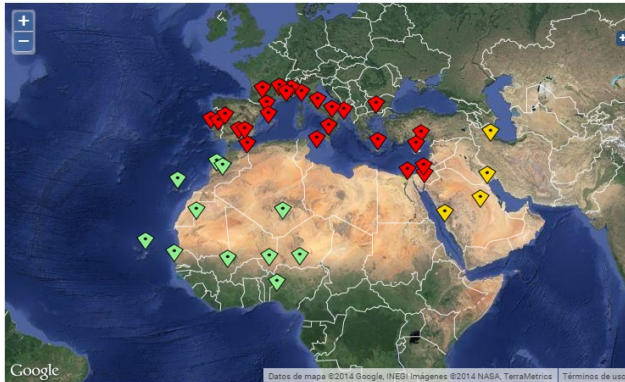 +
−
+
Google
Datos de mapa ©2014 Google, INEGI Imágenes ©2014 NASA, TerraMetrics
Términos de uso